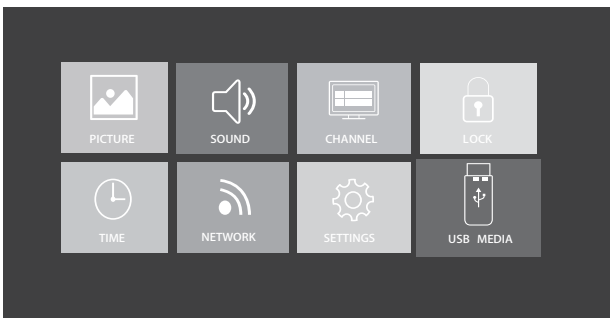 PICTURE
SOUND
CHANNEL
LOCK
TIME
NETWORK
SETTINGS
USB MEDIA